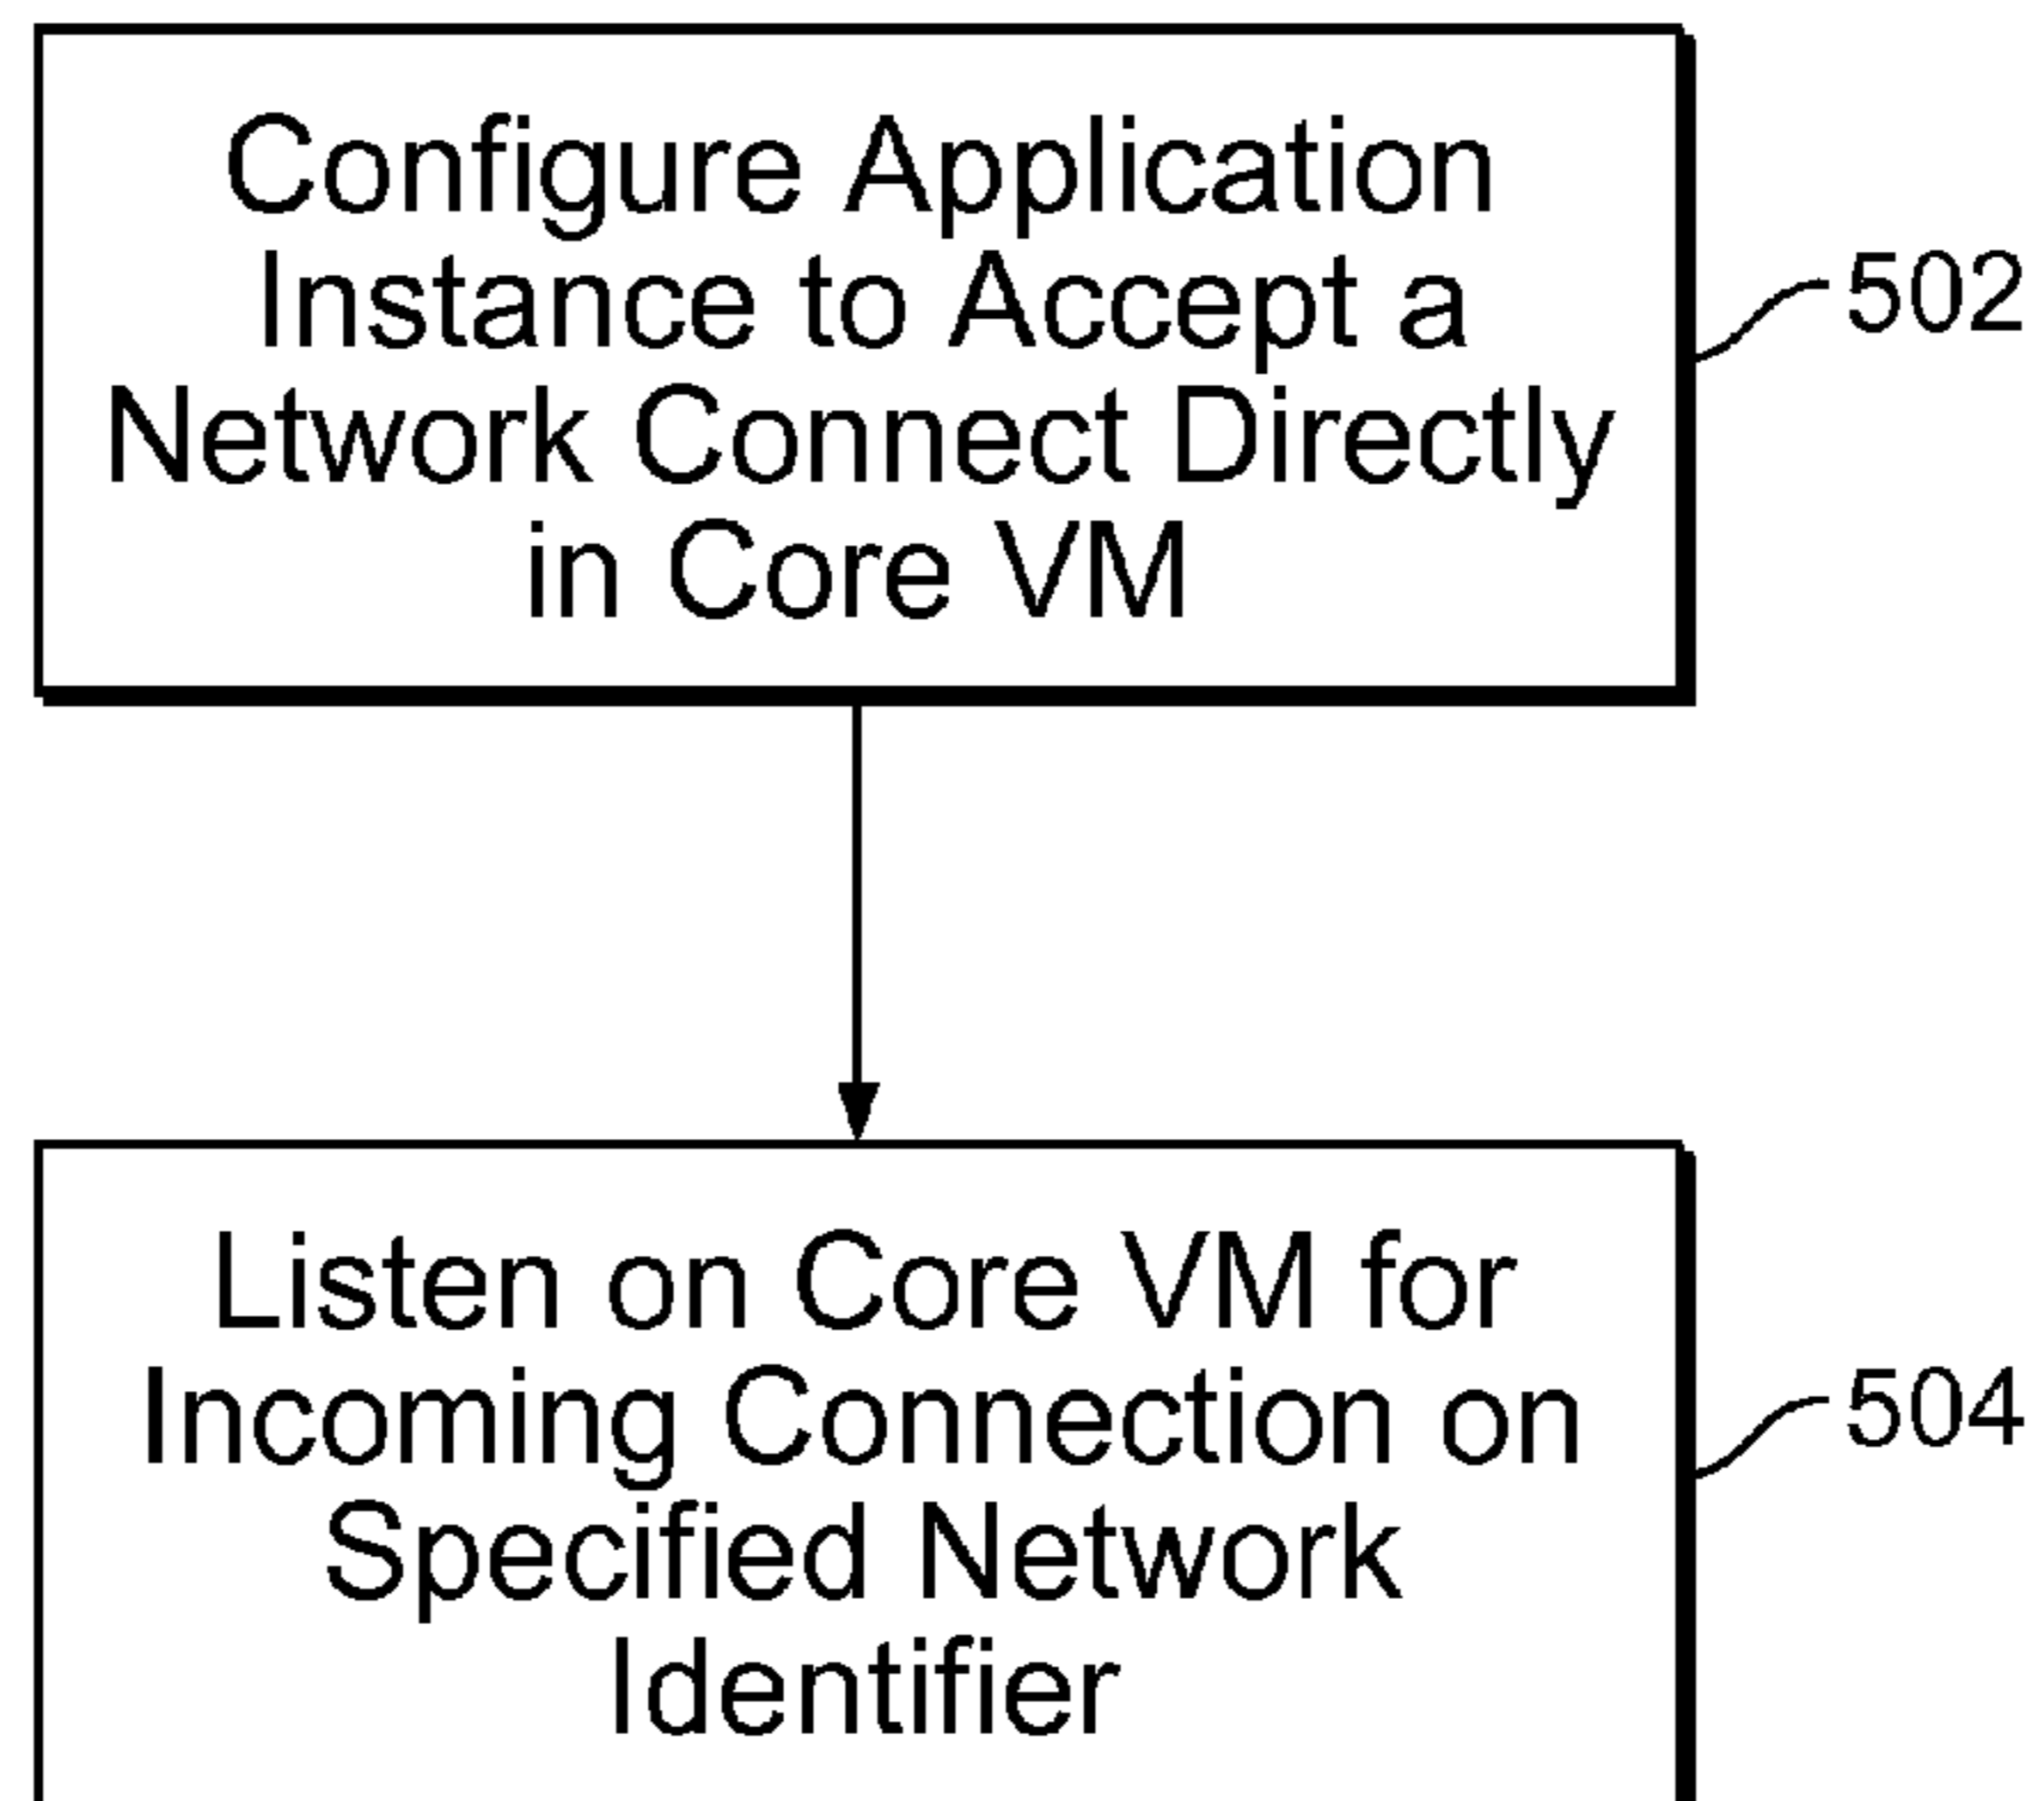 Configure Application
Instance to Accept a
Network Connect Directly
in Core VM
502
Listen on Core VM for
Incoming Connection on
Specified Network
Identifier
504